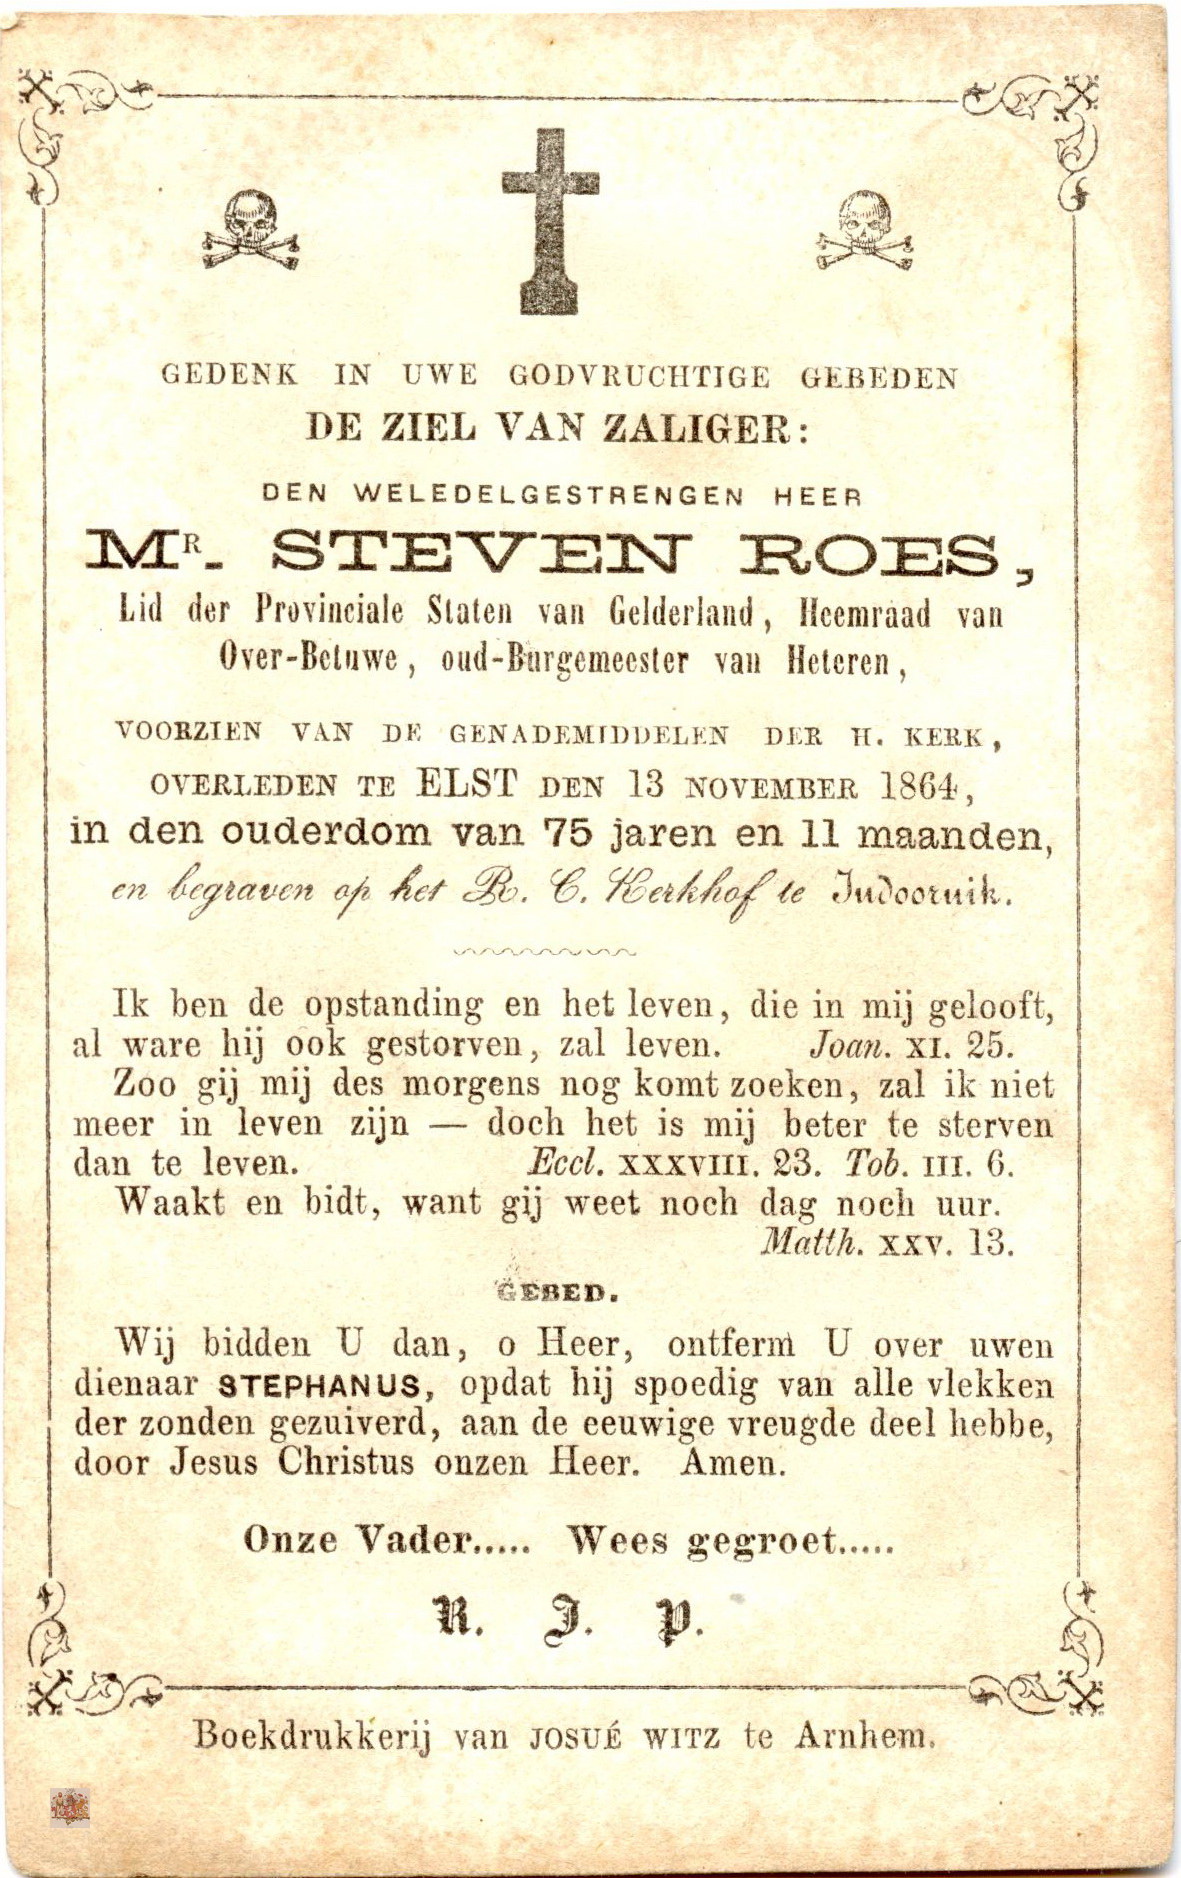 GEDENK IN UWE GODVRUCHTIGE GEBEDEN
DE ZIEL VAN ZALIGER:
DEN WELEDELGESTRENGEN HEER
MR. STEVEN ROES,
Lid der Provinciale Staten van Gelderland, Heemraad van
Over-Betuwe, oud-Burgemeester van Heteren,
VOORZIEN VAN DE GENADEMIDDELEN DER H. KERK,
OVERLEDEN TE ELST DEN 13 NOVEMBER 1864,
in den ouderdom van 75 jaren en 11 maanden,
en begraven op het R. C. Kerkhof te Indoornik.
Ik ben de opstanding en het leven, die in mij gelooft,
al ware hij ook gestorven, zal leven. Joan. XI. 25.
Zoo gij mij des morgens nog komt zoeken, zal ik niet
meer in leven zijn — doch het is mij beter te sterven
dan te leven. Eccl. XXXVIII. 23. Tob. III. 6.
Waakt en bidt, want gij weet noch dag noch uur.
Matth. XXV. 13.
GEBED.
Wij bidden U dan, o Heer, ontferm U over uwen
dienaar STEPHANUS, opdat hij spoedig van alle vlekken
der zonden gezuiverd, aan de eeuwige vreugde deel hebbe,
door Jesus Christus onzen Heer. Amen.
Onze Vader..... Wees gegroet.....
R. I. P.
Boekdrukkerij van JOSUÉ WITZ te Arnhem.